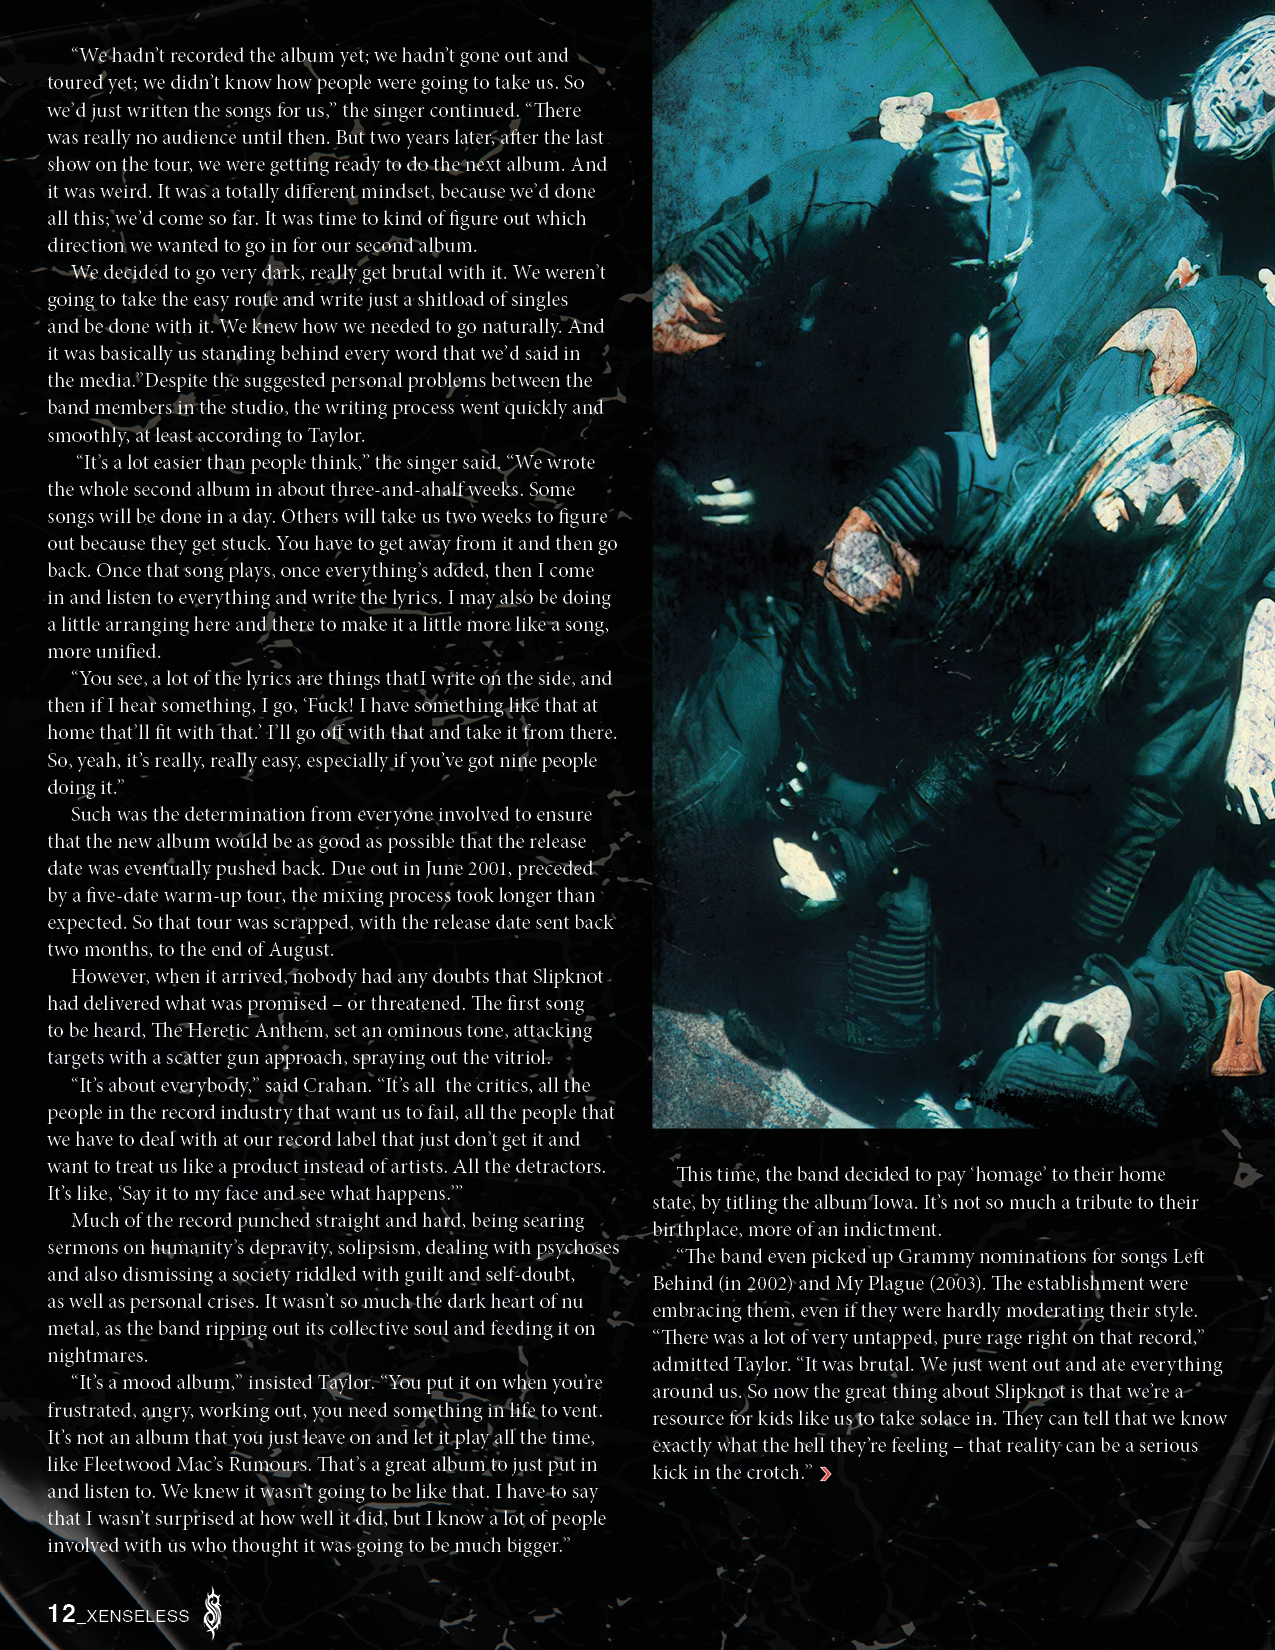 “We hadn’t recorded the album yet; we hadn’t gone out and
toured yet; we didn’t know how people were going to take us. So
we’d just written the songs for us,” the singer continued. “There
was really no audience until then. But two years later, after the last
show on the tour, we were getting ready to do the next album. And
it was weird. It was a totally different mindset, because we’d done
all this; we’d come so far. It was time to kind of figure out which
direction we wanted to go in for our second album.
We decided to go very dark, really get brutal with it. We weren’t
going to take the easy route and write just a shitload of singles
and be done with it. We knew how we needed to go naturally. And
it was basically us standing behind every word that we’d said in
the media.” Despite the suggested personal problems between the
band members in the studio, the writing process went quickly and
smoothly, at least according to Taylor.
“It’s a lot easier than people think,” the singer said. “We wrote
the whole second album in about three-and-ahalf weeks. Some
songs will be done in a day. Others will take us two weeks to figure
out because they get stuck. You have to get away from it and then go
back. Once that song plays, once everything’s added, then I come
in and listen to everything and write the lyrics. I may also be doing
a little arranging here and there to make it a little more like a song,
more unified.
“You see, a lot of the lyrics are things thatI write on the side, and
then if I hear something, I go, ‘Fuck! I have something like that at
home that’ll fit with that.’ I’ll go off with that and take it from there.
So, yeah, it’s really, really easy, especially if you’ve got nine people
doing it.”
Such was the determination from everyone involved to ensure
that the new album would be as good as possible that the release
date was eventually pushed back. Due out in June 2001, preceded
by a five-date warm-up tour, the mixing process took longer than
expected. So that tour was scrapped, with the release date sent back
two months, to the end of August.
However, when it arrived, nobody had any doubts that Slipknot
had delivered what was promised – or threatened. The first song
to be heard, The Heretic Anthem, set an ominous tone, attacking
targets with a scatter gun approach, spraying out the vitriol.
“It’s about everybody,” said Crahan. “It’s all the critics, all the
people in the record industry that want us to fail, all the people that
we have to deal with at our record label that just don’t get it and
want to treat us like a product instead of artists. All the detractors.
It’s like, ‘Say it to my face and see what happens.’”
Much of the record punched straight and hard, being searing
sermons on humanity’s depravity, solipsism, dealing with psychoses
and also dismissing a society riddled with guilt and self-doubt,
as well as personal crises. It wasn’t so much the dark heart of nu
metal, as the band ripping out its collective soul and feeding it on
nightmares.
“It’s a mood album,” insisted Taylor. “You put it on when you’re
frustrated, angry, working out, you need something in life to vent.
It’s not an album that you just leave on and let it play all the time,
like Fleetwood Mac’s Rumours. That’s a great album to just put in
and listen to. We knew it wasn’t going to be like that. I have to say
that I wasn’t surprised at how well it did, but I know a lot of people
involved with us who thought it was going to be much bigger.”
This time, the band decided to pay ‘homage’ to their home
state, by titling the album Iowa. It’s not so much a tribute to their
birthplace, more of an indictment.
“The band even picked up Grammy nominations for songs Left
Behind (in 2002) and My Plague (2003). The establishment were
embracing them, even if they were hardly moderating their style.
“There was a lot of very untapped, pure rage right on that record,”
admitted Taylor. “It was brutal. We just went out and ate everything
around us. So now the great thing about Slipknot is that we’re a
resource for kids like us to take solace in. They can tell that we know
exactly what the hell they’re feeling – that reality can be a serious
kick in the crotch.”
12_XENSELESS